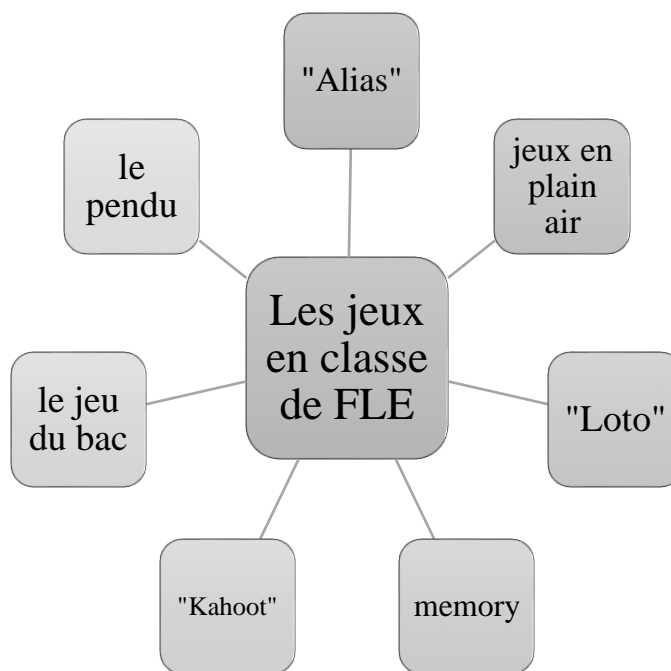 "Alias"
jeux en
plain
air
le
pendu
Les jeux
en classe
de FLE
le jeu
du bac
"Loto"
"Kahoot"
memory